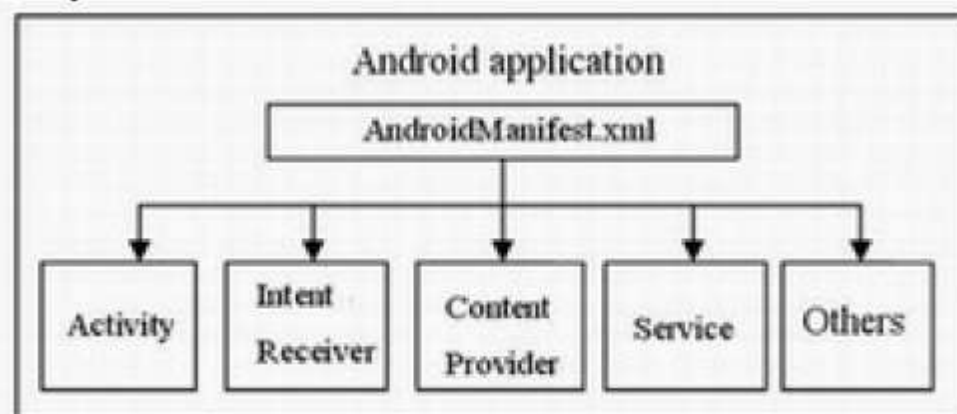 Android application
AndroidManifest.xml
Activity
Intent
Receiver
Content
Provider
Service
Others